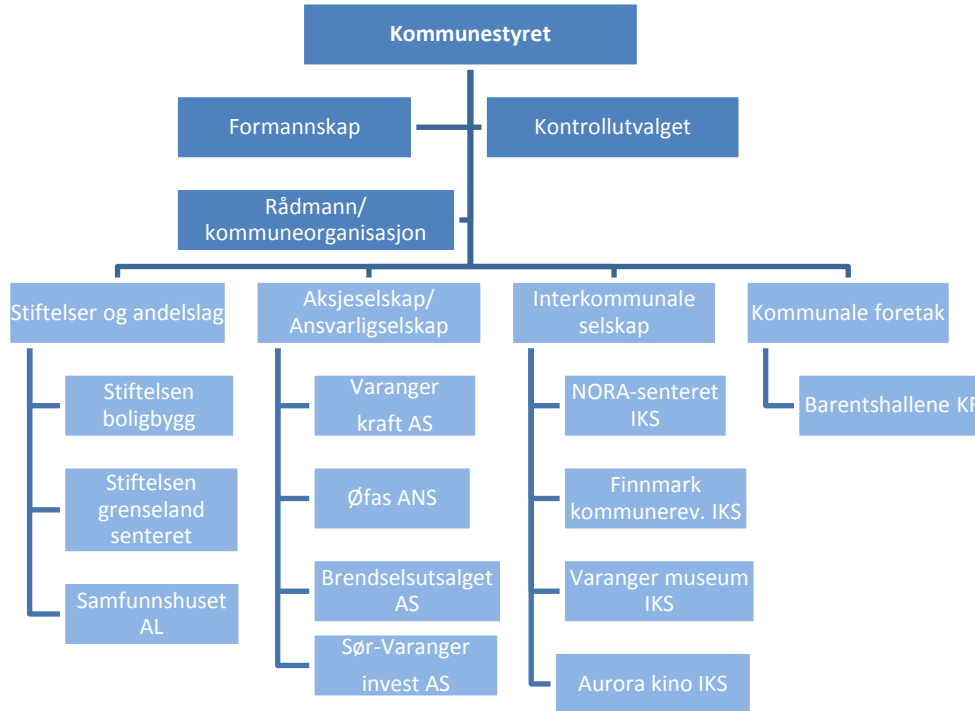 Kommunestyret
Formannskap
Kontrollutvalget
Rådmann/
kommuneorganisasjon
Stiftelser og andelslag
Aksjeselskap/
Ansvarligselskap
Interkommunale
selskap
Kommunale foretak
Stiftelsen
boligbygg
Stiftelsen
grenseland
senteret
Samfunnshuset
AL
Varanger
kraft AS
Øfas ANS
Brendselsutsalget
AS
Sør-Varanger
invest AS
NORA-senteret
IKS
Finnmark
kommunerev. IKS
Varanger museum
IKS
Aurora kino IKS
Barentshallene KF